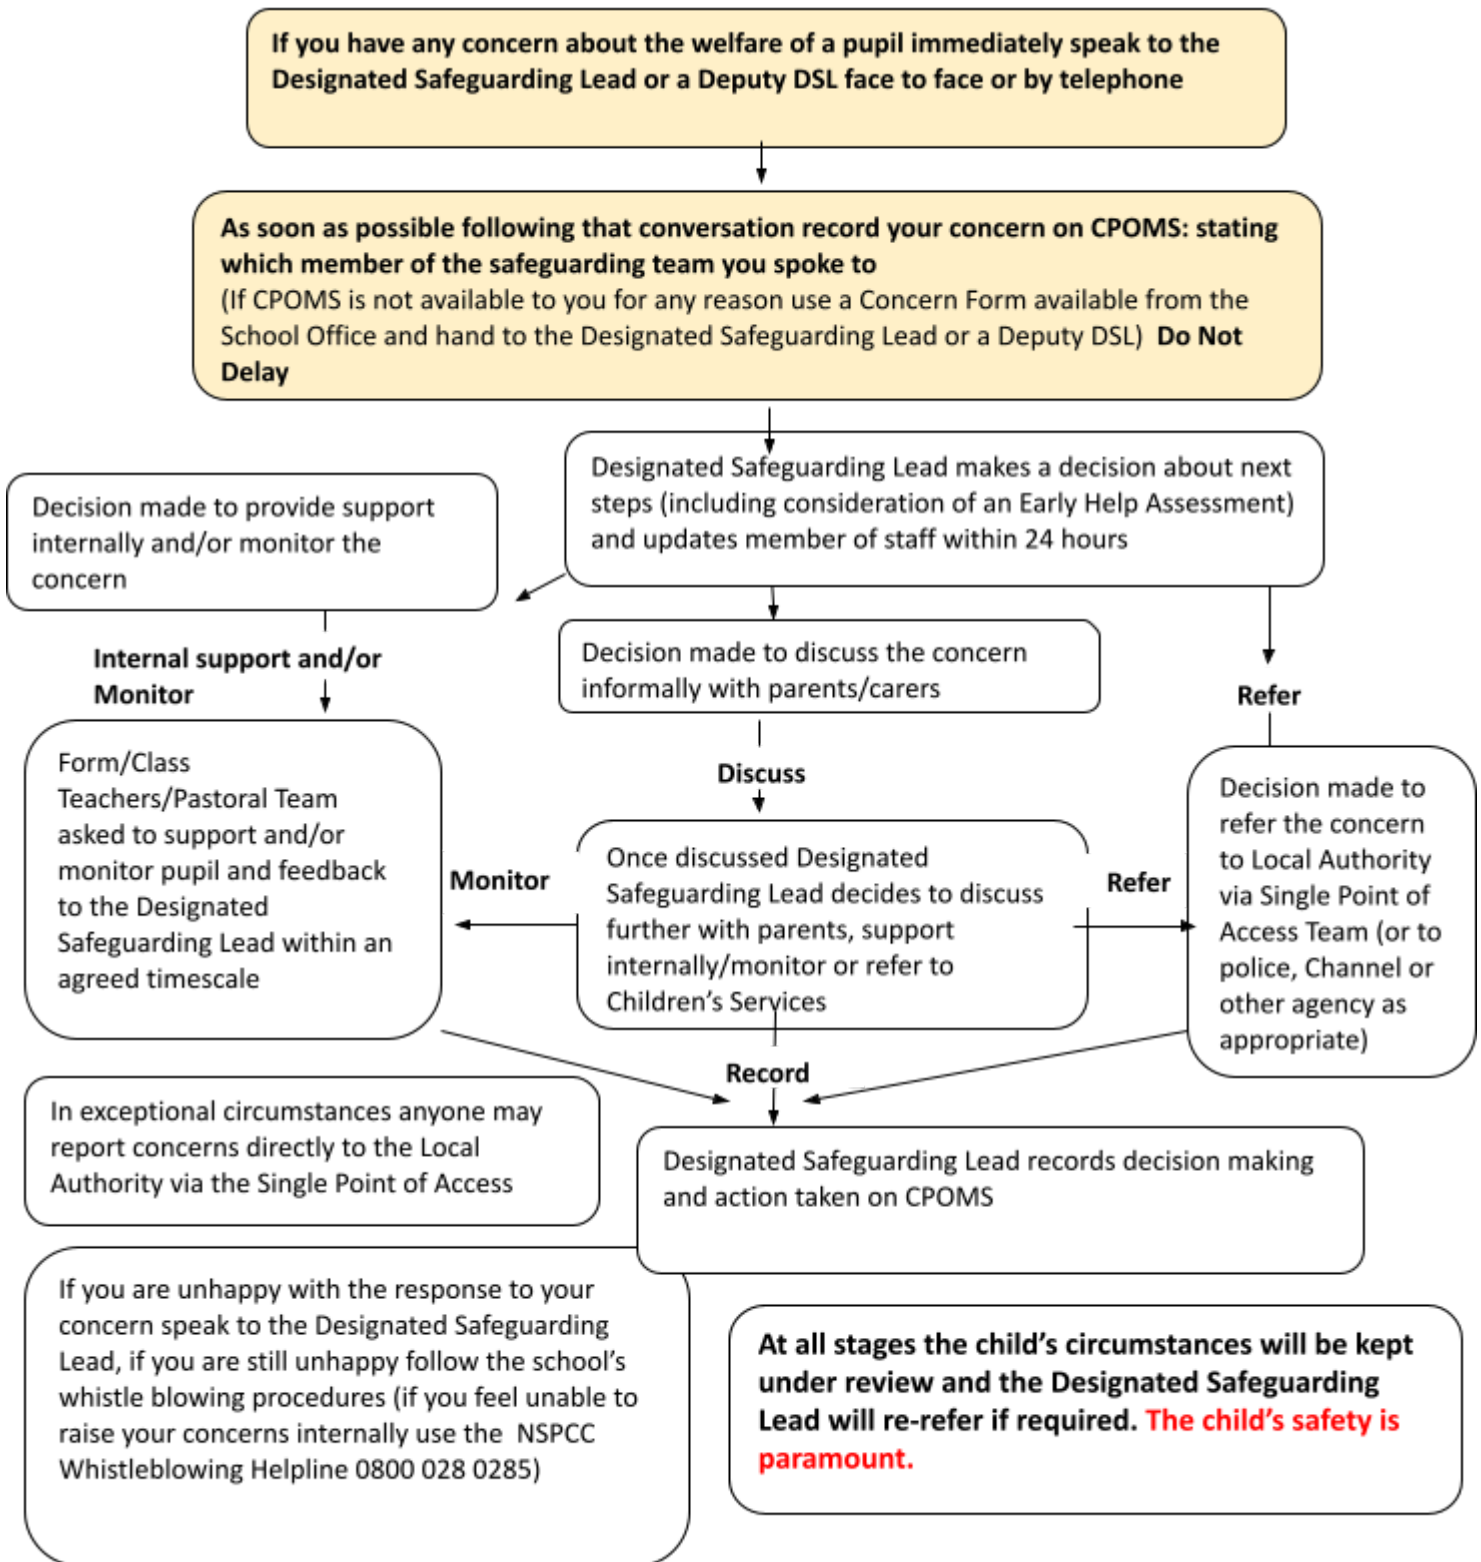 If you have any concern about the welfare of a pupil immediately speak to the
Designated Safeguarding Lead or a Deputy DSL face to face or by telephone
As soon as possible following that conversation record your concern on CPOMS: stating
which member of the safeguarding team you spoke to
(If CPOMS is not available to you for any reason use a Concern Form available from the
School Office and hand to the Designated Safeguarding Lead or a Deputy DSL) Do Not
Delay
Designated Safeguarding Lead makes a decision about next
steps (including consideration of an Early Help Assessment)
and updates member of staff within 24 hours
Decision made to provide support
internally and/or monitor the
concern
Internal support and/or
Monitor
Decision made to discuss the concern
informally with parents/carers
Refer
Discuss
Form/Class
Teachers/Pastoral Team
asked to support and/or
monitor pupil and feedback
to the Designated
Safeguarding Lead within an
agreed timescale
Monitor
Once discussed Designated
Safeguarding Lead decides to discuss
further with parents, support
internally/monitor or refer to
Children’s Services
Refer
Decision made to
refer the concern
to Local Authority
via Single Point of
Access Team (or to
police, Channel or
other agency as
appropriate)
Record
In exceptional circumstances anyone may
report concerns directly to the Local
Authority via the Single Point of Access
Designated Safeguarding Lead records decision making
and action taken on CPOMS
If you are unhappy with the response to your
concern speak to the Designated Safeguarding
Lead, if you are still unhappy follow the school’s
whistle blowing procedures (if you feel unable to
raise your concerns internally use the NSPCC
Whistleblowing Helpline 0800 028 0285)
At all stages the child’s circumstances will be kept
under review and the Designated Safeguarding
Lead will re-refer if required. The child’s safety is
paramount.